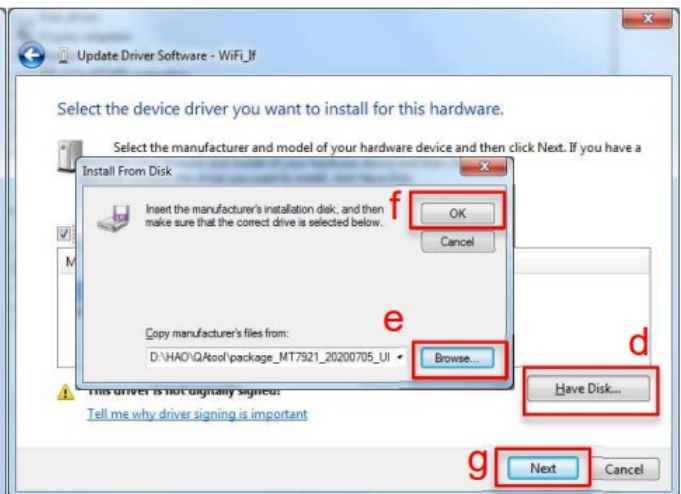 Update Driver Software - WiFi_If
Select the device driver you want to install for this hardware.
Select the manufacturer and model of your hardware device and then click Next. If you have a
Install From Disk
Insert the manufacturer's installation disk, and then
make sure that the correct drive is selected below.
f
OK
Cancel
M
e
Copy manufacturer's files from:
D:\HAO\QAtool\package_MT7921_20200705_UI
Browse...
d
Have Disk...
This driver is not digitally signed!
Tell me why driver signing is important
g
Next
Cancel